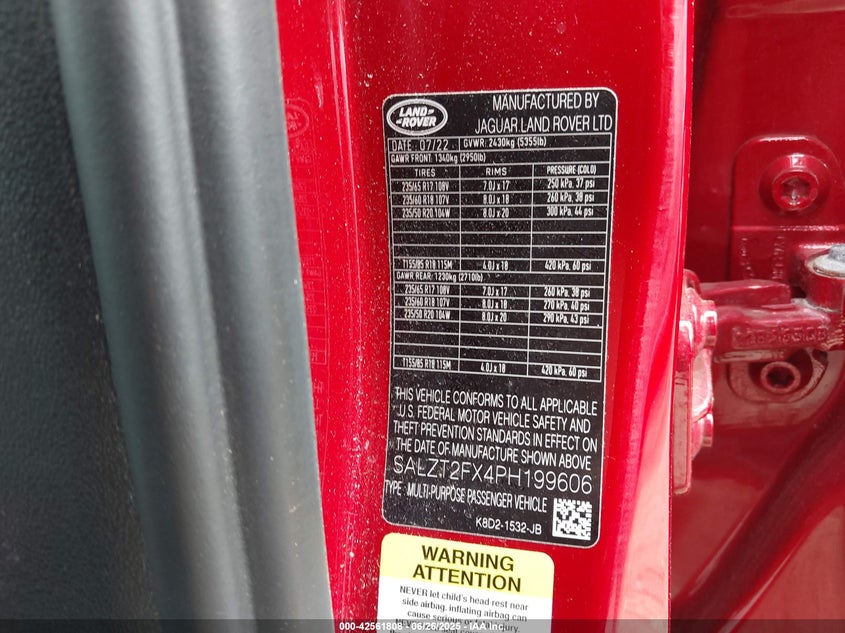 LAND
ROVER
MANUFACTURED BY
JAGUAR LAND ROVER LTD
DATE 07/22 GVWR: 2430kg (5355lb)
GAWR FRONT: 1340kg (2950lb)
TIRES RIMS PRESSURE (COLD)
235/65 R17 108V 7.0J x 17 250 kPa, 37 psi
235/60 R18 107V 8.0J x 18 260 kPa, 38 psi
235/50 R20 104W 8.0J x 20 300 kPa, 44 psi
T155/85 R18 115M 4.0J x 18 420 kPa, 60 psi
GAWR REAR: 1230kg (2710lb)
235/65 R17 108V 7.0J x 17 260 kPa, 38 psi
235/60 R18 107V 8.0J x 18 270 kPa, 40 psi
235/50 R20 104W 8.0J x 20 290 kPa, 43 psi
T155/85 R18 115M 4.0J x 18 420 kPa, 60 psi
THIS VEHICLE CONFORMS TO ALL APPLICABLE
U.S. FEDERAL MOTOR VEHICLE SAFETY AND
THEFT PREVENTION STANDARDS IN EFFECT ON
THE DATE OF MANUFACTURE SHOWN ABOVE
SALZT2FX4PH199606
TYPE : MULTI-PURPOSE PASSENGER VEHICLE
K8D2-1532-JB
WARNING
ATTENTION
NEVER let child's head rest near
side airbag, inflating airbag can
cause serious
000-42561808 - 06/26/2025 - IAA Inc.